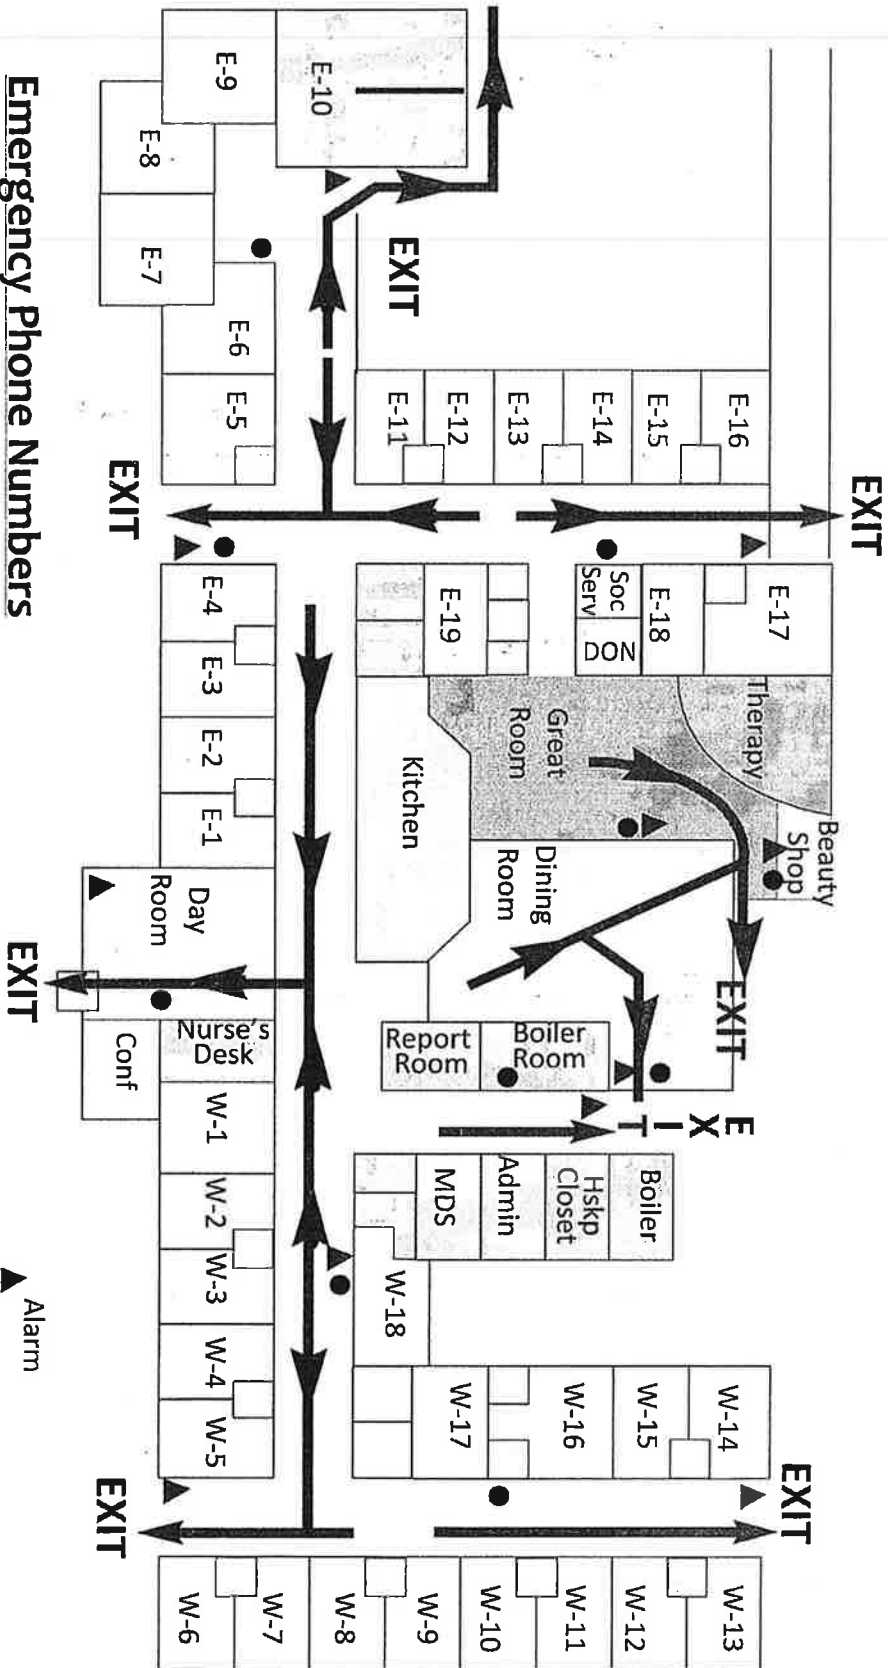 EXIT
Beauty
Shop
EXIT
E-17
Therapy
E-16
EXIT
E
X
I
T
W-14
W-13
E-15
E-18
Boiler
W-15
W-12
E-14
Soc
Serv
DON
Hskp
Closet
W-16
W-11
E-13
Great
Room
Dining
Room
Boiler
Room
Admin
W-10
E-12
E-19
W-17
MDS
Report
Room
W-9
EXIT
E-11
Kitchen
W-18
W-8
E-10
W-7
E-9
E-6
E-5
E-4
E-3
E-2
E-1
Day
Room
Nurse's
Desk
W-1
W-2
W-3
W-4
W-5
W-6
E-8
E-7
EXIT
Conf
EXIT
EXIT
Emergency Phone Numbers
Alarm